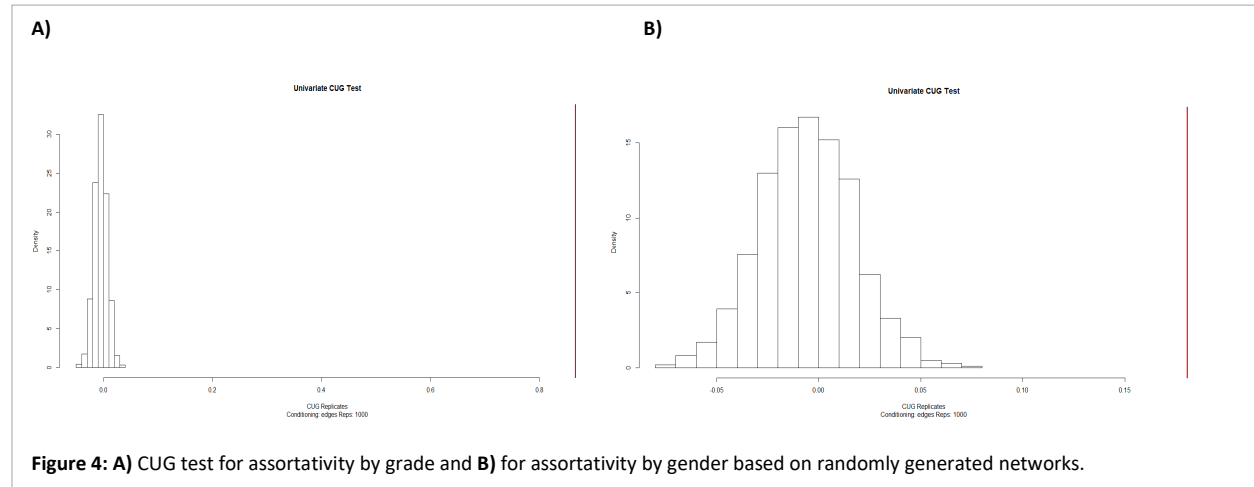 A)
Univariate CUG Test
Density
30
25
20
15
10
5
0
0.0 0.2 0.4 0.6 0.8
CUG Replicates
Conditioning: edges Reps: 1000
B)
Univariate CUG Test
Density
15
10
5
0
-0.05 0.00 0.05 0.10 0.15
CUG Replicates
Conditioning: edges Reps: 1000
Figure 4: A) CUG test for assortativity by grade and B) for assortativity by gender based on randomly generated networks.